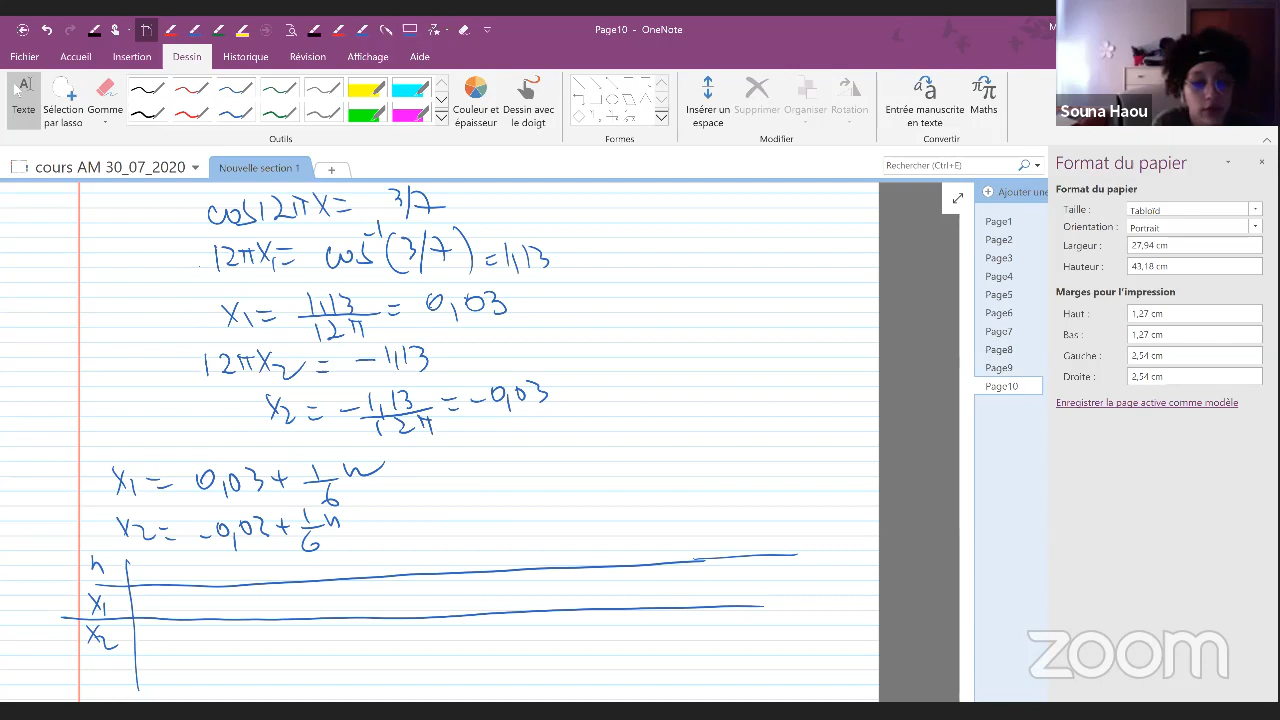 Page10 - OneNote
Fichier Accueil Insertion Dessin Historique Révision Affichage Aide
Texte
Sélection par lasso
Gomme
Couleur et épaisseur
Dessin avec le doigt
Insérer un espace
Supprimer
Organiser
Rotation
Entrée manuscrite en texte
Maths
Outils
Formes
Modifier
Convertir
Souna Haou
cours AM 30_07_2020
Nouvelle section 1
Rechercher (Ctrl+E)
cos 12πx = 3/7
12πx₁ = cos⁻¹(3/7) = 1,13
x₁ = 1,13/12π = 0,03
12πx₂ = -1,13
x₂ = -1,13/12π = -0,03
x₁ = 0,03 + 1/6 n
x₂ = -0,03 + 1/6 n
n
x₁
x₂
Ajouter une
Page1
Page2
Page3
Page4
Page5
Page6
Page7
Page8
Page9
Page10
Format du papier
Format du papier
Taille : Tabloïd
Orientation : Portrait
Largeur : 27,94 cm
Hauteur : 43,18 cm
Marges pour l'impression
Haut : 1,27 cm
Bas : 1,27 cm
Gauche : 2,54 cm
Droite : 2,54 cm
Enregistrer la page active comme modèle
zoom